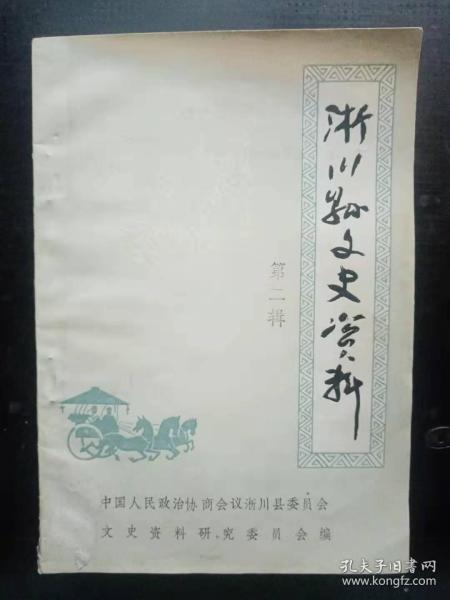 淅川县文史资料
第二辑
中国人民政治协商会议淅川县委员会
文史资料研究委员会编
孔夫子旧书网
www.kongfz.com